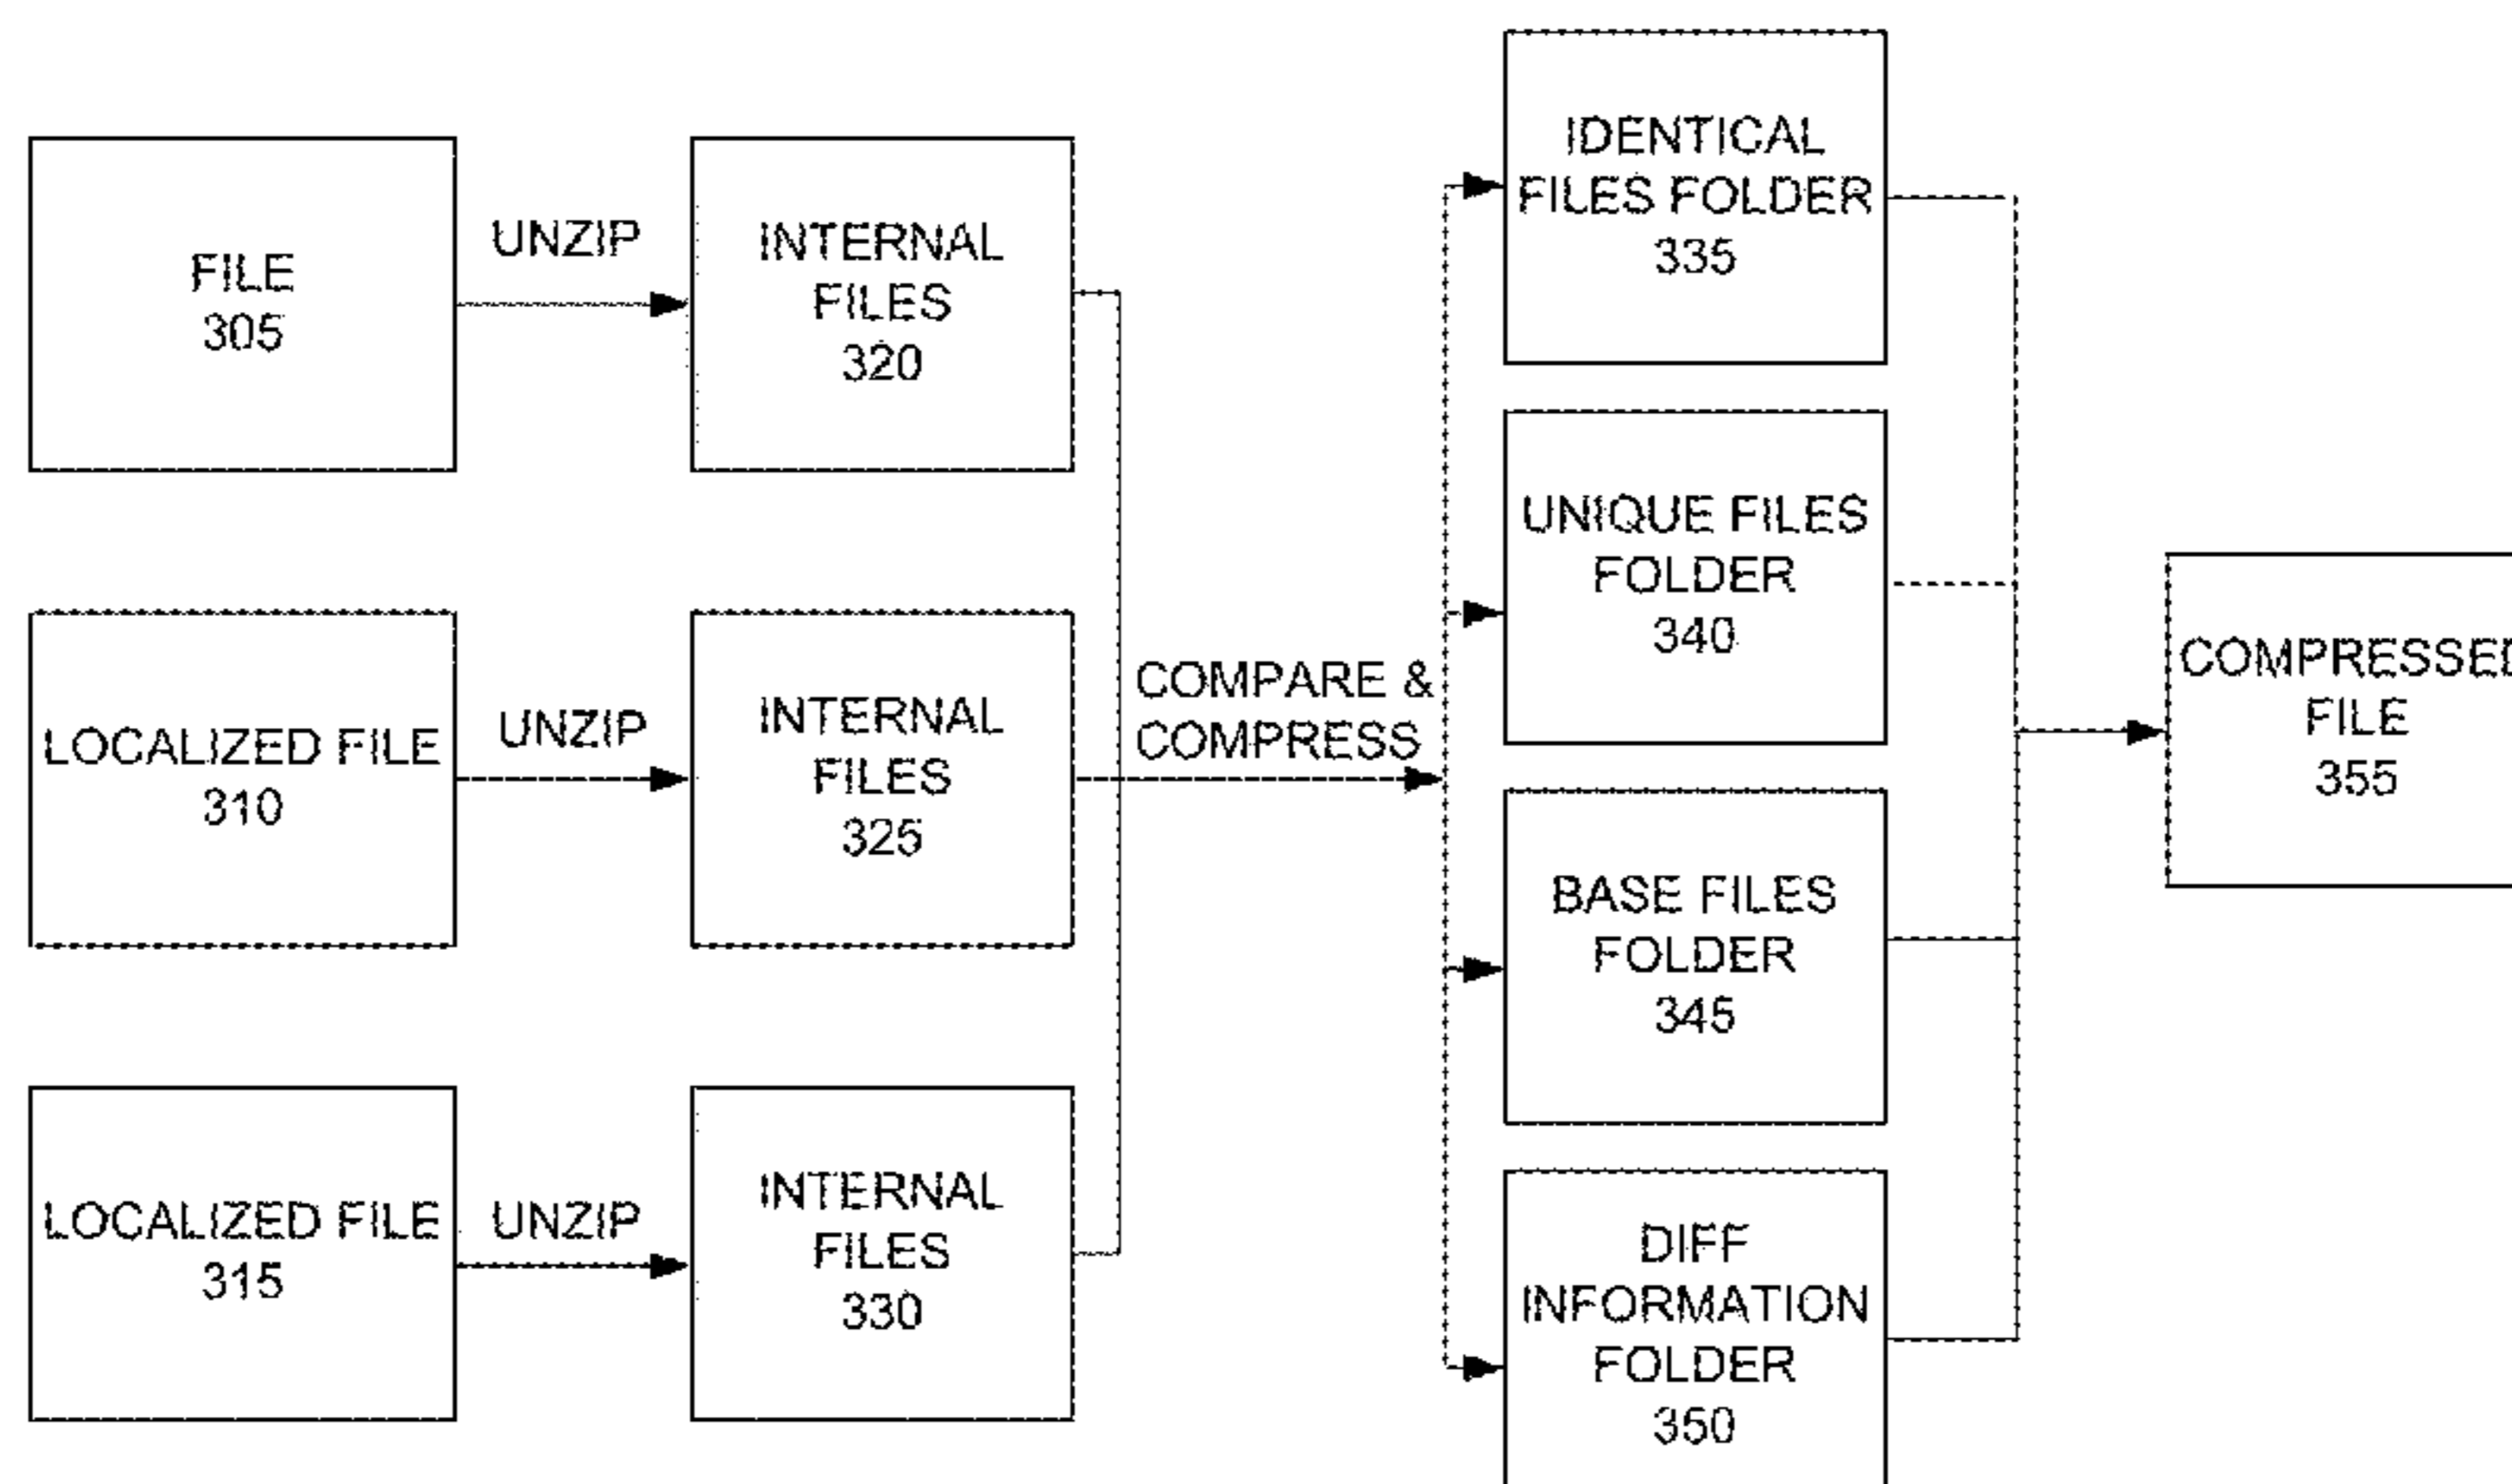 FILE
305
UNZIP
INTERNAL
FILES
320
LOCALIZED FILE
310
UNZIP
INTERNAL
FILES
325
LOCALIZED FILE
315
UNZIP
INTERNAL
FILES
330
COMPARE &
COMPRESS
IDENTICAL
FILES FOLDER
335
UNIQUE FILES
FOLDER
340
BASE FILES
FOLDER
345
DIFF
INFORMATION
FOLDER
350
COMPRESSED
FILE
355